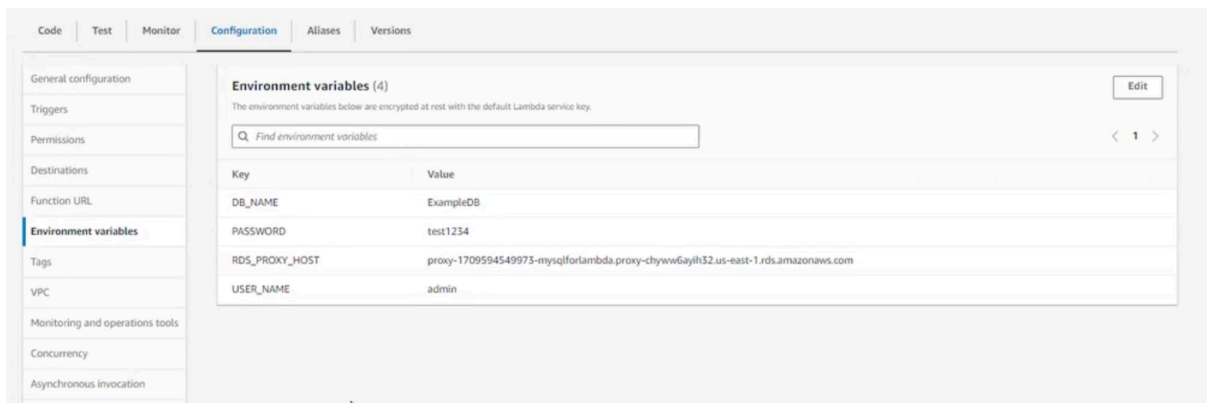 Code Test Monitor Configuration Aliases Versions
General configuration
Triggers
Permissions
Destinations
Function URL
Environment variables
Tags
VPC
Monitoring and operations tools
Concurrency
Asynchronous invocation
Environment variables (4)
Edit
The environment variables below are encrypted at rest with the default Lambda service key.
Find environment variables
1
Key Value
DB_NAME ExampleDB
PASSWORD test1234
RDS_PROXY_HOST proxy-1709594549973-mysqlforlambda.proxy-chyww6ayih32.us-east-1.rds.amazonaws.com
USER_NAME admin